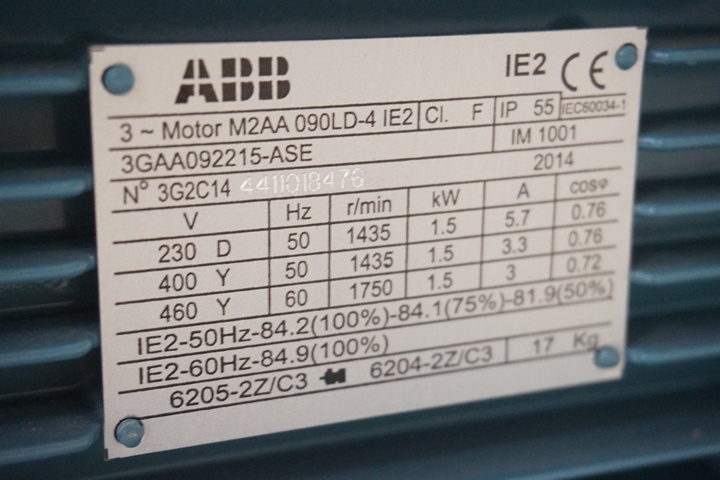 ABB IE2 CE
3 ~ Motor M2AA 090LD-4 IE2 Cl. F IP 55 IEC60034-1
3GAA092215-ASE IM 1001
2014
Nº 3G2C14 4411018476
V Hz r/min kW A cosφ
230 D 50 1435 1.5 5.7 0.76
400 Y 50 1435 1.5 3.3 0.76
460 Y 60 1750 1.5 3 0.72
IE2-50Hz-84.2(100%)-84.1(75%)-81.9(50%)
IE2-60Hz-84.9(100%)
6205-2Z/C3 6204-2Z/C3 17 Kg